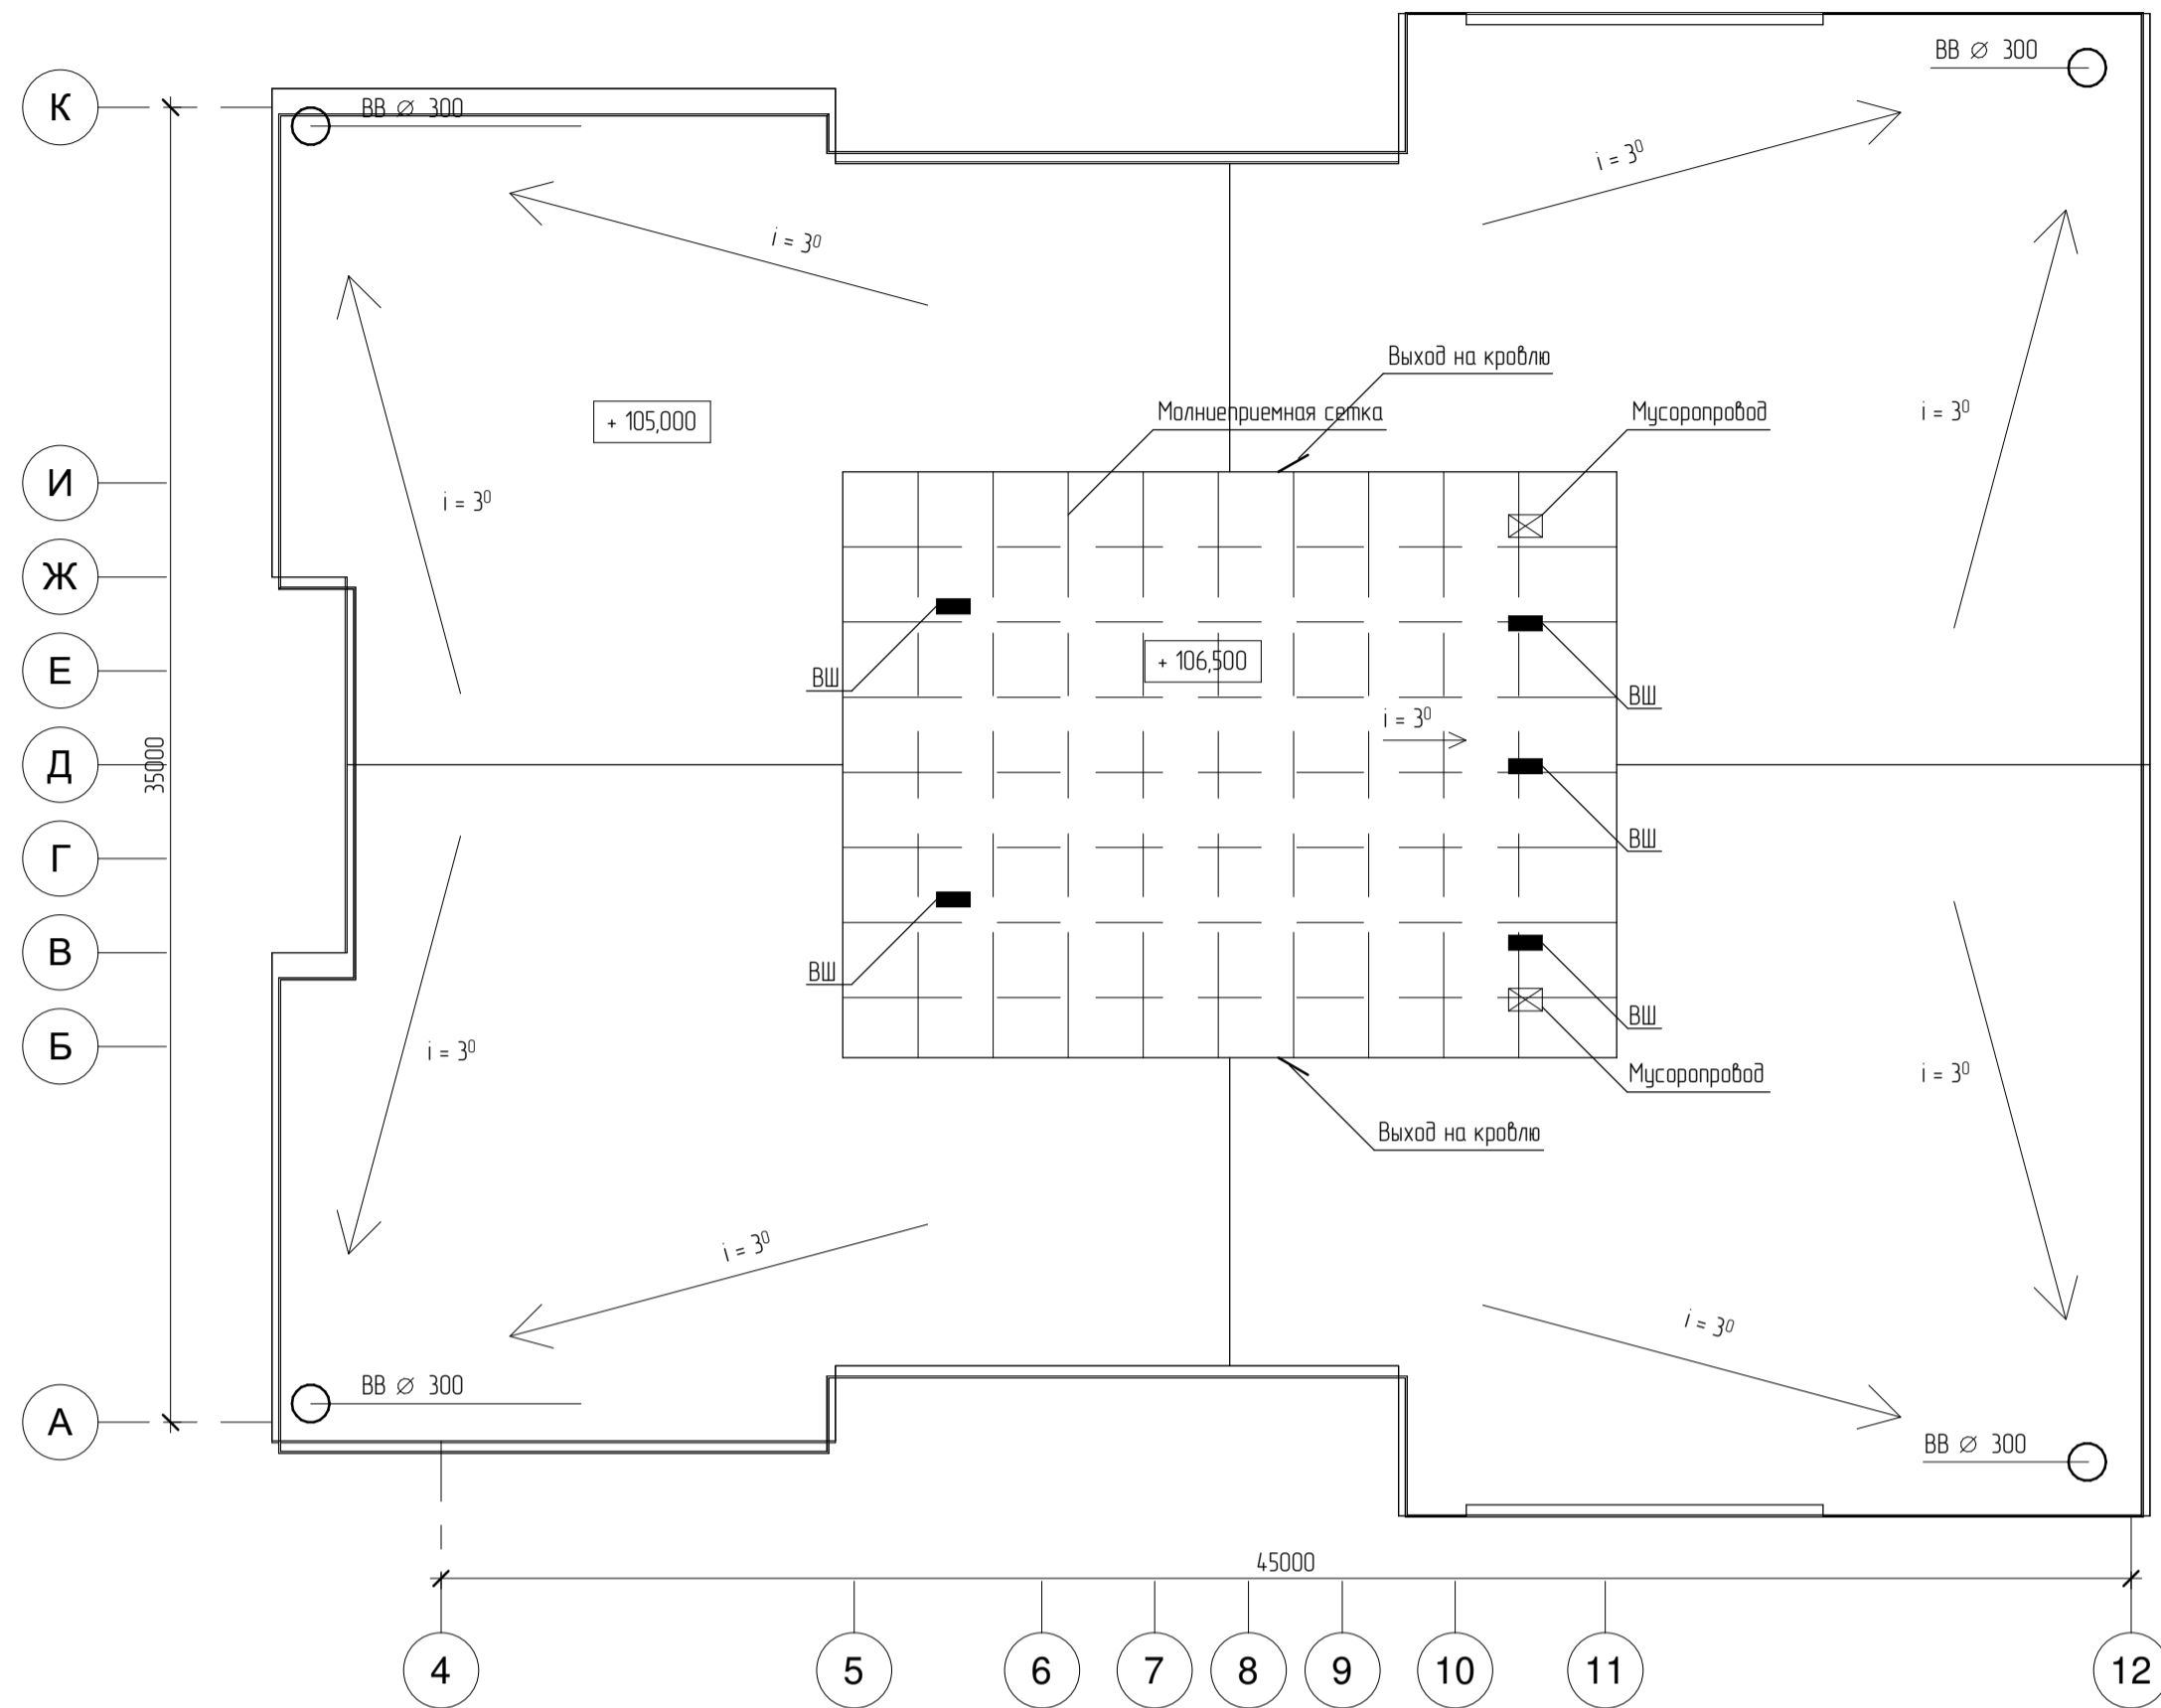 ВВ ⌀ 300
К
ВВ ⌀ 300
i = 3⁰
i = 3⁰
Выход на кровлю
Молниеприемная сетка
Мусоропровод
i = 3⁰
+ 105,000
И
i = 3⁰
Ж
Е
+ 106,500
ВШ
ВШ
i = 3⁰
Д
35000
ВШ
Г
В
ВШ
ВШ
Б
i = 3⁰
Мусоропровод
i = 3⁰
Выход на кровлю
i = 3⁰
i = 3⁰
ВВ ⌀ 300
А
ВВ ⌀ 300
45000
4 5 6 7 8 9 10 11 12